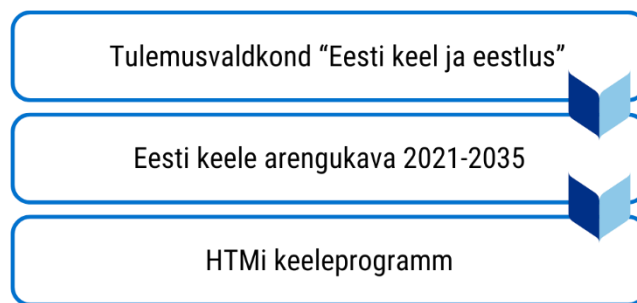 Tulemusvaldkond “Eesti keel ja eestlus”
Eesti keele arengukava 2021-2035
HTMi keeleprogramm